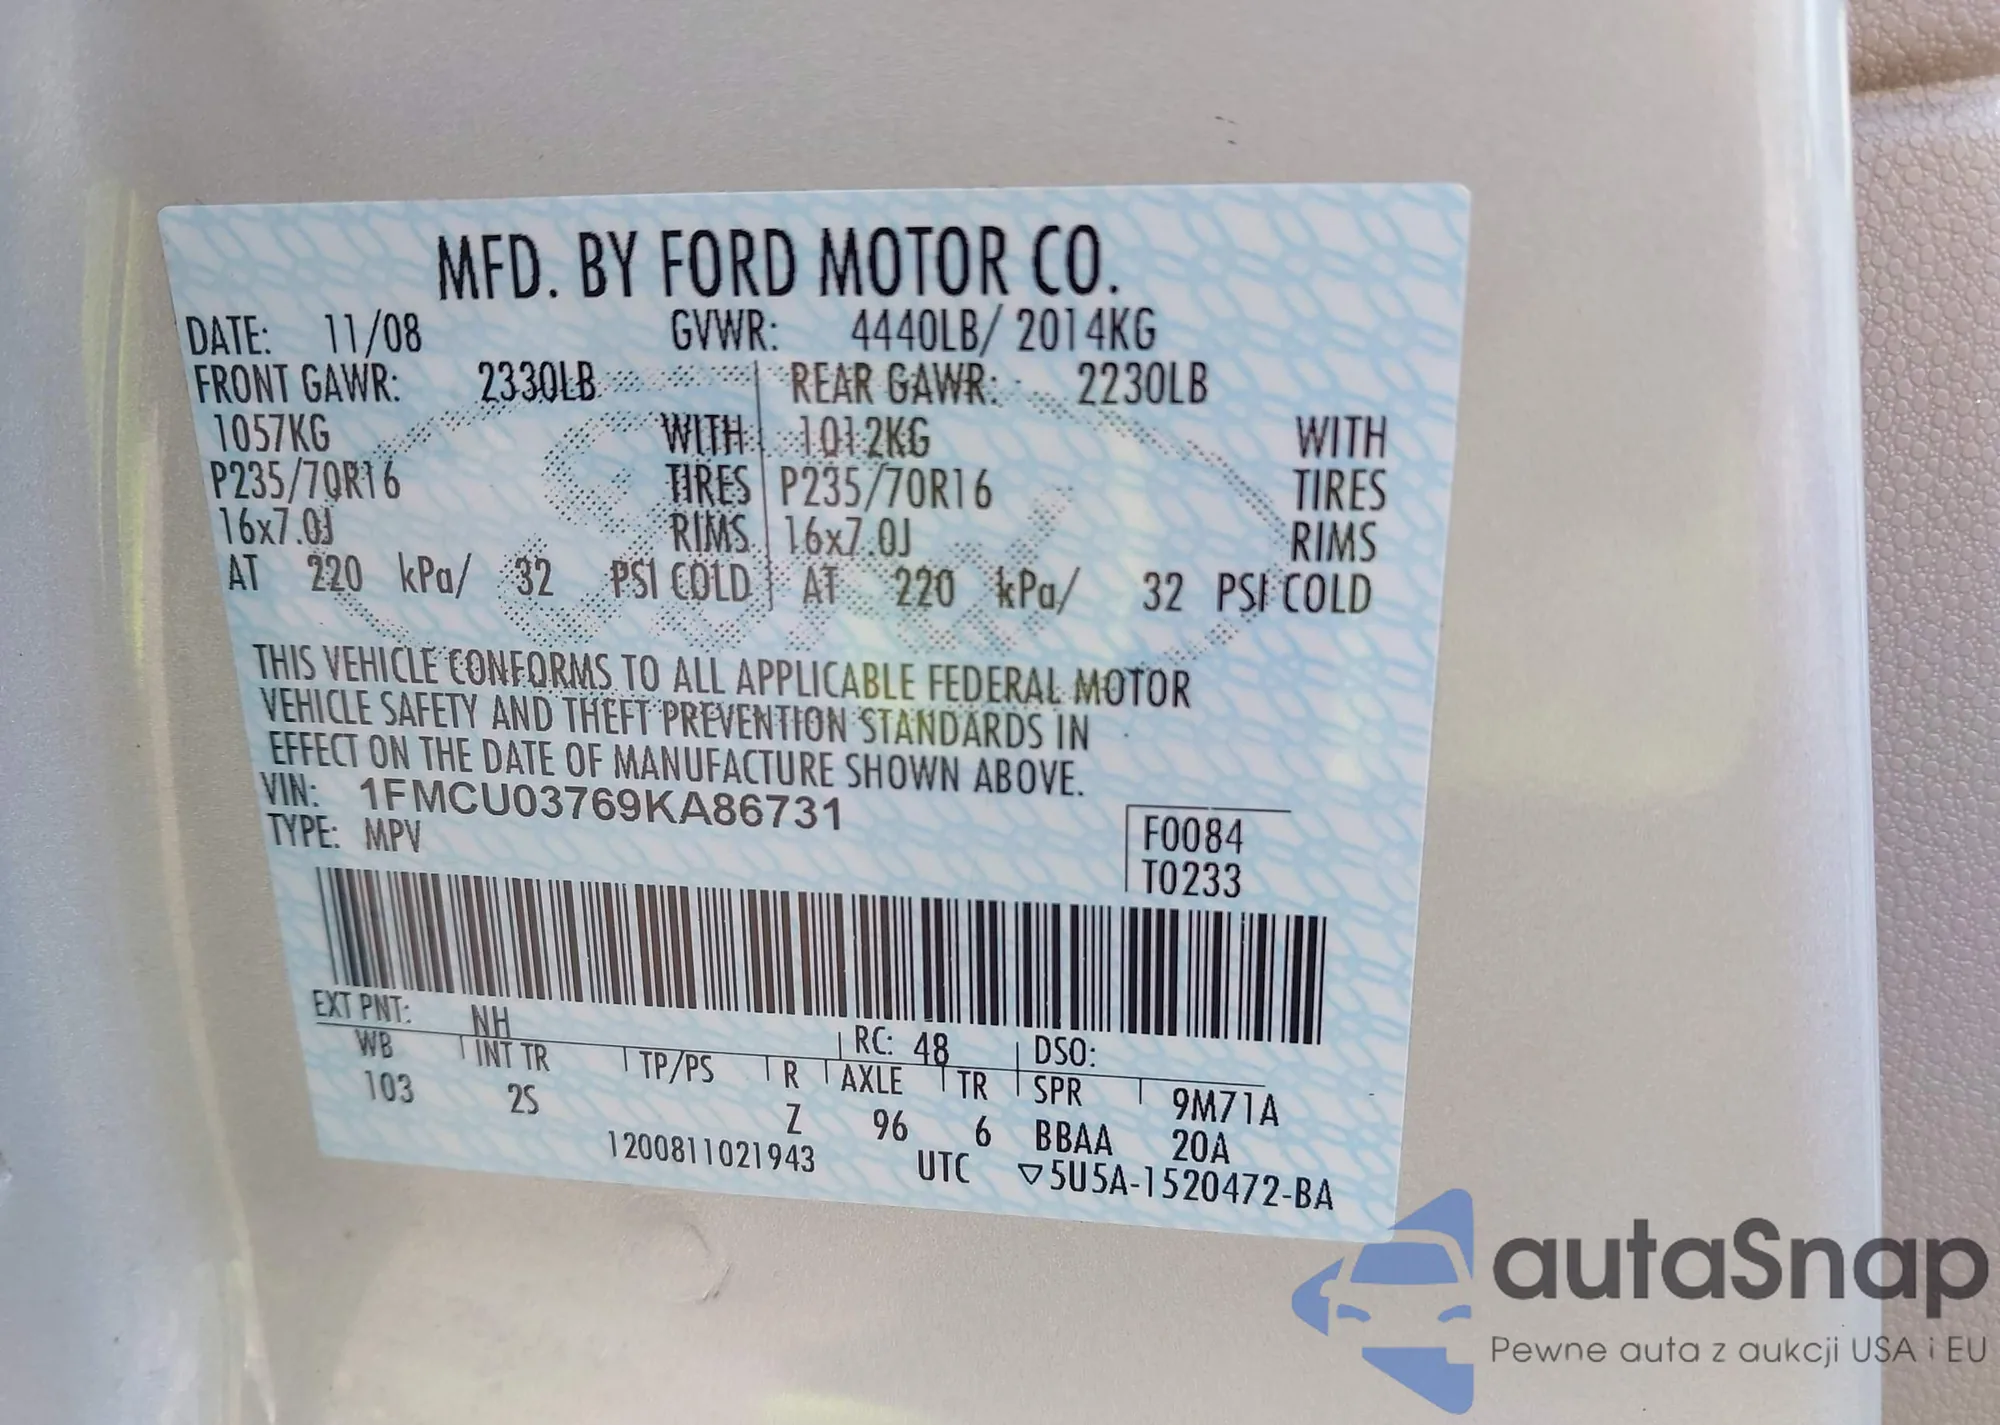 MFD. BY FORD MOTOR CO.
DATE: 11/08 GVWR: 4440LB/ 2014KG
FRONT GAWR: 2330LB REAR GAWR: 2230LB
1057KG WITH 1012KG WITH
P235/70R16 TIRES P235/70R16 TIRES
16x7.0J RIMS 16x7.0J RIMS
AT 220 kPa/ 32 PSI COLD AT 220 kPa/ 32 PSI COLD
THIS VEHICLE CONFORMS TO ALL APPLICABLE FEDERAL MOTOR
VEHICLE SAFETY AND THEFT PREVENTION STANDARDS IN
EFFECT ON THE DATE OF MANUFACTURE SHOWN ABOVE.
VIN: 1FMCU03769KA86731
TYPE: MPV
F0084
T0233
EXT PNT: NH RC: 48 DSO:
WB INT TR TP/PS R AXLE TR SPR 9M71A
103 2S Z 96 6 BBAA 20A
1200811021943 UTC ▽5U5A-1520472-BA
autaSnap
Pewne auta z aukcji USA i EU